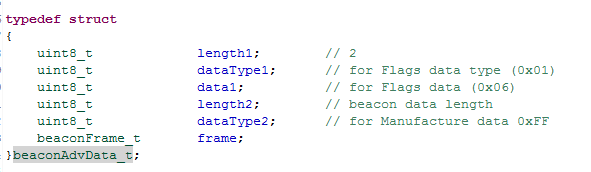 typedef struct
{
uint8_t length1; // 2
uint8_t dataType1; // for Flags data type (0x01)
uint8_t data1; // for Flags data (0x06)
uint8_t length2; // beacon data length
uint8_t dataType2; // for Manufacture data 0xFF
beaconFrame_t frame;
}beaconAdvData_t;